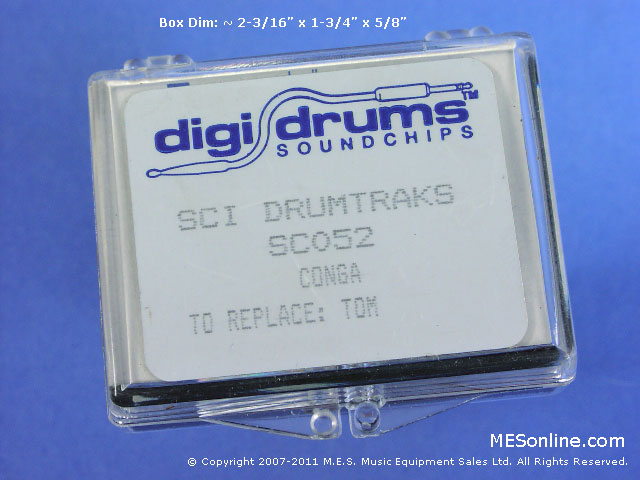 Box Dim: ~ 2-3/16" x 1-3/4" x 5/8"
digidrums™
SOUNDCHIPS
SCI DRUMTRAKS
SC052
CONGA
TO REPLACE: TOM
MESonline.com
© Copyright 2007-2011 M.E.S. Music Equipment Sales Ltd. All Rights Reserved.